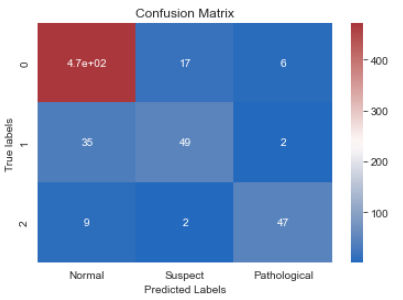 Confusion Matrix
0
4.7e+02
17
6
1
35
49
2
2
9
2
47
Normal
Suspect
Pathological
Predicted Labels
True labels
400
300
200
100